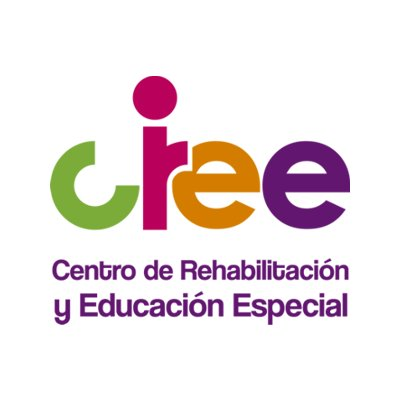 cree
Centro de Rehabilitación
y Educación Especial